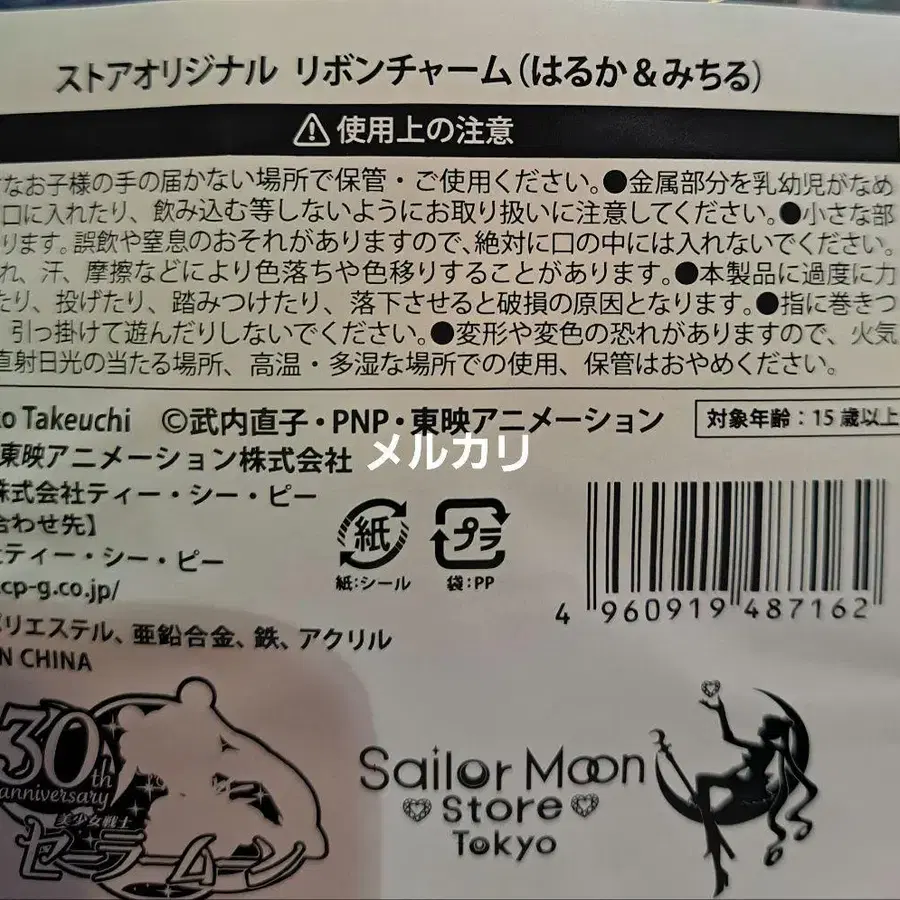 ストアオリジナル リボンチャーム(はるか&みちる)
⚠使用上の注意
なお子様の手の届かない場所で保管・ご使用ください。●金属部分を乳幼児がなめ
口に入れたり、飲み込む等しないようにお取り扱いに注意してください。●小さな部
ります。誤飲や窒息のおそれがありますので、絶対に口の中には入れないでください。
れ、汗、摩擦などにより色落ちや色移りすることがあります。●本製品に過度に力
たり、投げたり、踏みつけたり、落下させると破損の原因となります。●指に巻きつ
引っ掛けて遊んだりしないでください。●変形や変色の恐れがありますので、火気
直射日光の当たる場所、高温・多湿な場所での使用、保管はおやめください。
ko Takeuchi ©武内直子・PNP・東映アニメーション
対象年齢:15歳以上
東映アニメーション株式会社
メルカリ
株式会社ティー・シー・ピー
合わせ先】
社ティー・シー・ピー
cp-g.co.jp/
紙
紙:シール
プラ
袋:PP
4 960919 487162
ポリエステル、亜鉛合金、鉄、アクリル
N CHINA
30th
anniversary
美少女戦士
セーラームーン
Sailor Moon
Store
Tokyo